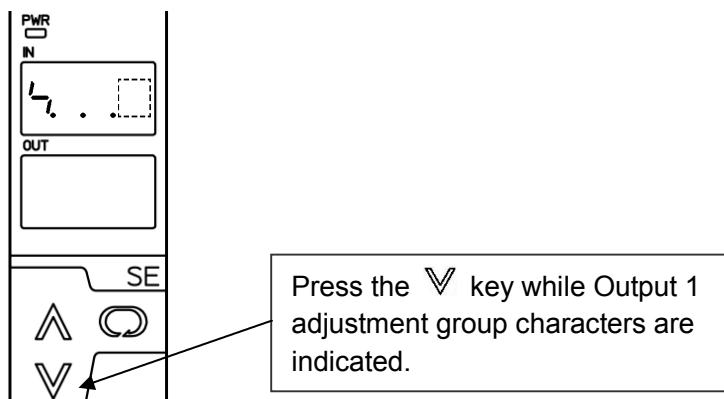 PWR
IN
OUT
SE
Press the key while Output 1
adjustment group characters are
indicated.